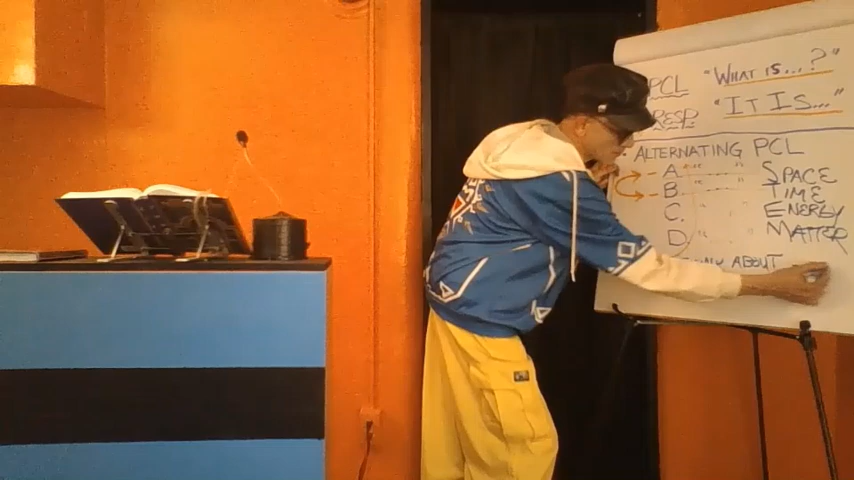 PCL "WHAT IS...?"
RESP. "IT IS..."
• ALTERNATING PCL
A " " SPACE
B. " " TIME
C. " " ENERGY
D. " " MATTER
ABOUT